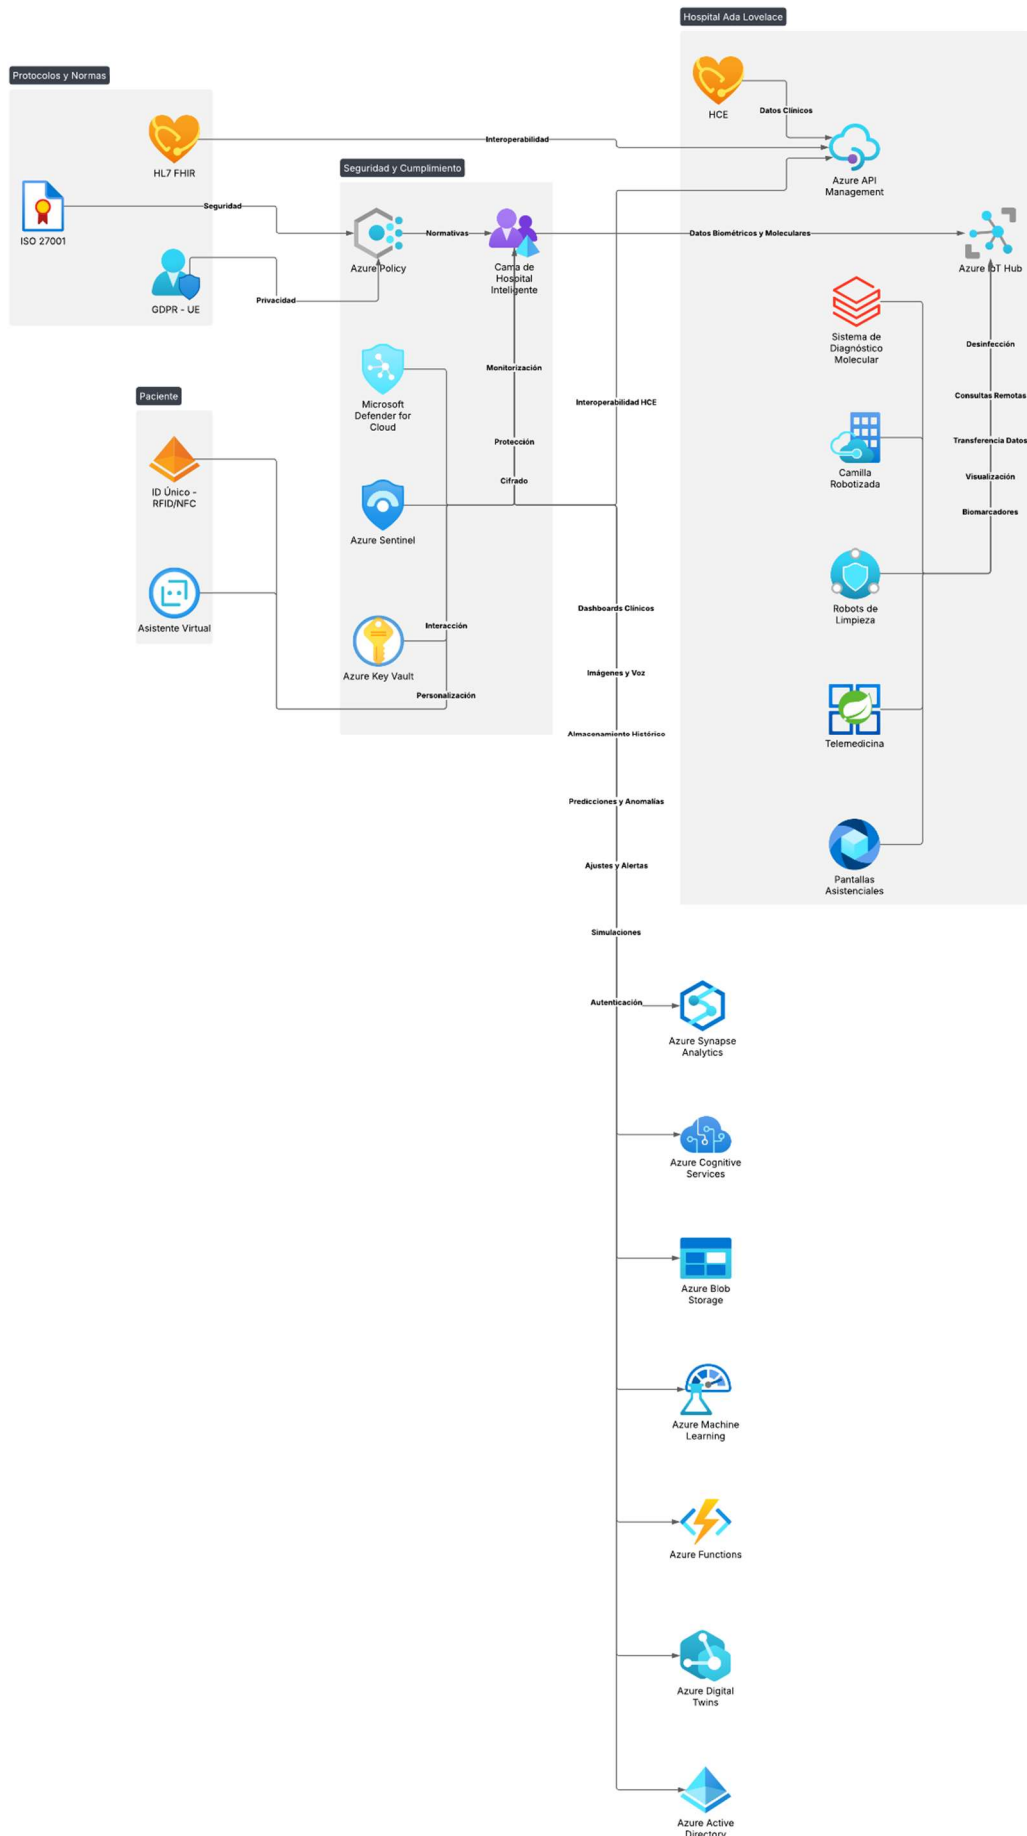 Hospital Ada Lovelace
Protocolos y Normas
HCE
Datos Clínicos
HL7 FHIR
Interoperabilidad
Azure API
Management
Seguridad y Cumplimiento
ISO 27001
Seguridad
Azure Policy
Normativas
Cama de
Hospital
Inteligente
Datos Biométricos y Moleculares
Azure IoT Hub
GDPR - UE
Privacidad
Sistema de
Diagnóstico
Molecular
Desinfección
Monitorización
Microsoft
Defender for
Cloud
Interoperabilidad HCE
Consultas Remotas
Paciente
Protección
Transferencia Datos
Camilla
Robotizada
Visualización
Cifrado
ID Único -
RFID/NFC
Biomarcadores
Azure Sentinel
Dashboards Clínicos
Robots de
Limpieza
Asistente Virtual
Interacción
Azure Key Vault
Imágenes y Voz
Personalización
Almacenamiento Histórico
Telemedicina
Predicciones y Anomalías
Ajustes y Alertas
Pantallas
Asistenciales
Simulaciones
Autenticación
Azure Synapse
Analytics
Azure Cognitive
Services
Azure Blob
Storage
Azure Machine
Learning
Azure Functions
Azure Digital
Twins
Azure Active
Directory